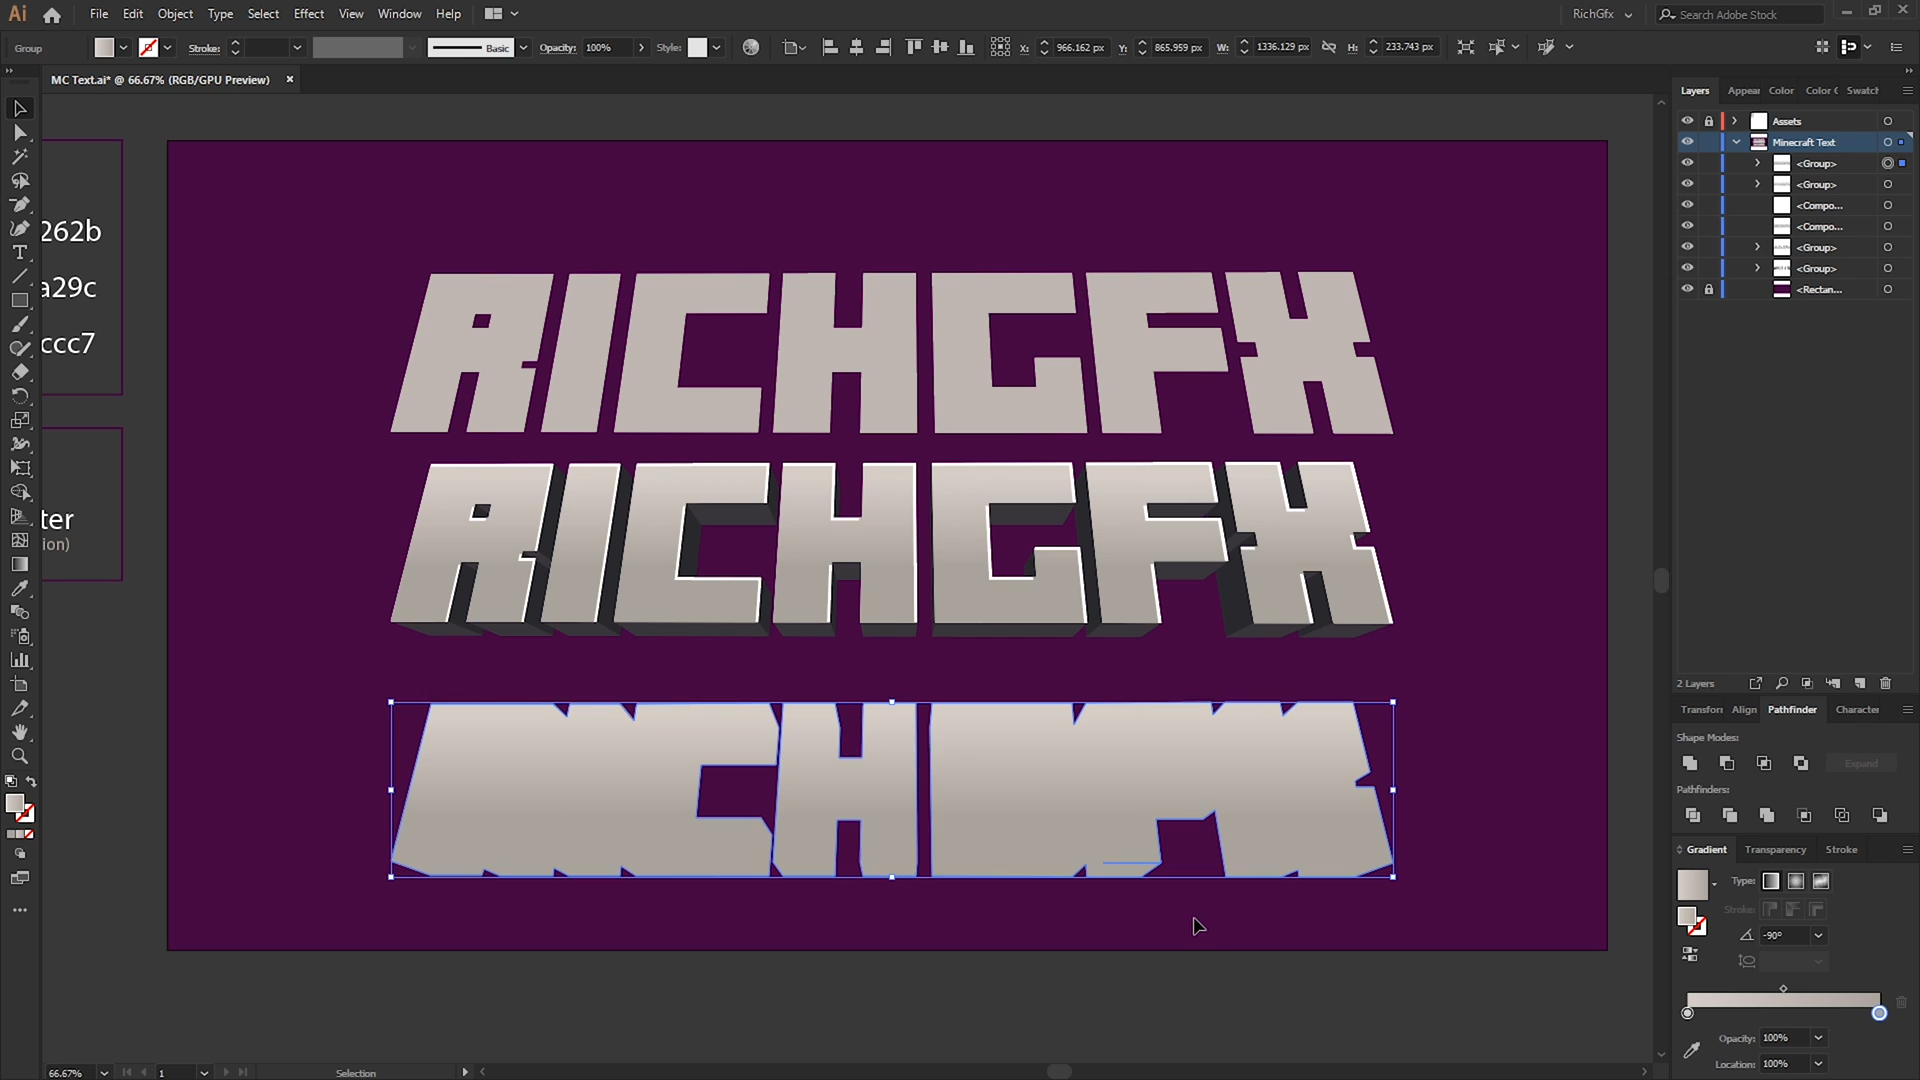 Ai File Edit Object Type Select Effect View Window Help RichGfx Search Adobe Stock
Group Stroke: Basic Opacity: 100% Style: X: 966.162 px Y: 865.959 px W: 1336.129 px H: 233.743 px
MC Text.ai* @ 66.67% (RGB/GPU Preview)
262b
a29c
ccc7
ter
ion)
RICHGFX
RICHGFX
Layers Appear Color Color Swatch
Assets
Minecraft Text
<Group>
<Group>
<Compo...
<Compo...
<Group>
<Group>
<Rectan...
2 Layers
Transform Align Pathfinder Character
Shape Modes:
Expand
Pathfinders:
Gradient Transparency Stroke
Type:
Stroke:
-90°
Opacity: 100%
Location: 100%
66.67% 1 Selection